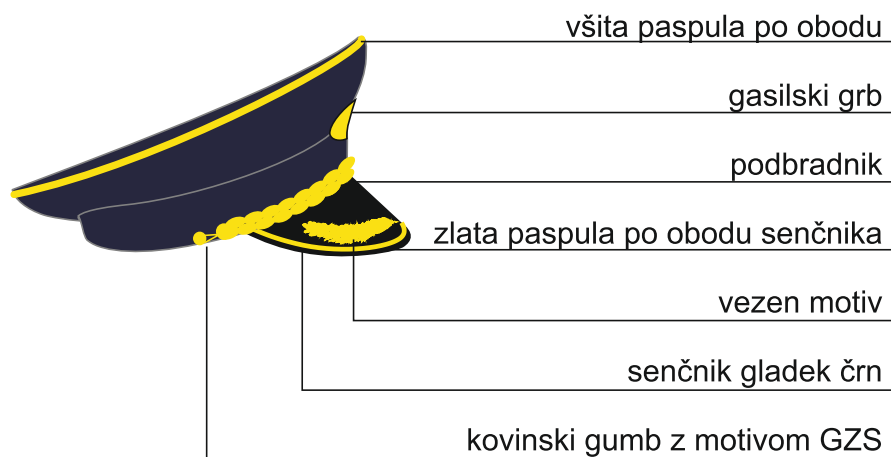 všita paspula po obodu
gasilski grb
podbradnik
zlata paspula po obodu senčnika
vezen motiv
senčnik gladek črn
kovinski gumb z motivom GZS